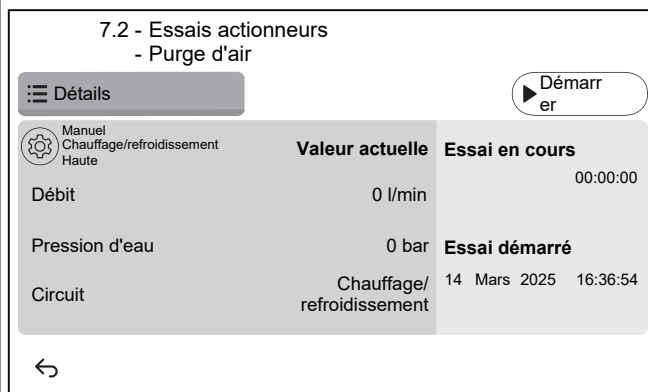 7.2 - Essais actionneurs
- Purge d'air
Détails
Démarr
er
Manuel
Chauffage/refroidissement
Haute
Valeur actuelle
Essai en cours
00:00:00
Débit
0 l/min
Pression d'eau
0 bar
Essai démarré
14 Mars 2025 16:36:54
Circuit
Chauffage/
refroidissement